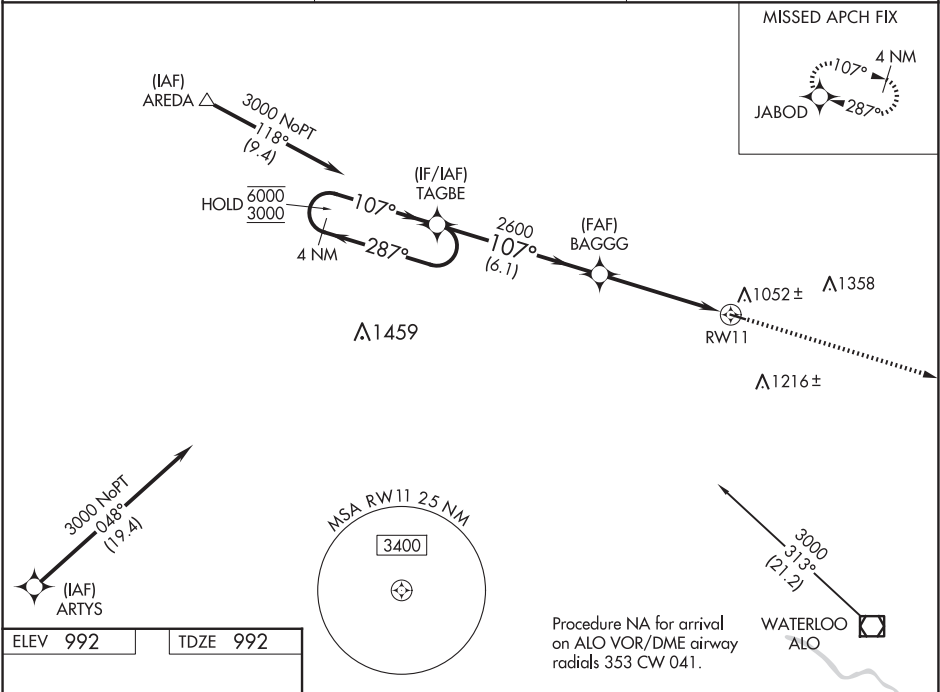 MISSED APCH FIX
4 NM
107°
287°
JABOD
(IAF)
AREDA
3000 NoPT
118°
(9.4)
HOLD 6000
3000
4 NM
107°
287°
(IF/IAF)
TAGBE
2600
107°
(6.1)
(FAF)
BAGGG
1052 ±
1358
RW11
1459
1216 ±
3000 NoPT
048°
(19.4)
(IAF)
ARTYS
MSA RW11 25 NM
3400
3000
313°
(21.2)
WATERLOO
ALO
Procedure NA for arrival
on ALO VOR/DME airway
radials 353 CW 041.
ELEV 992
TDZE 992